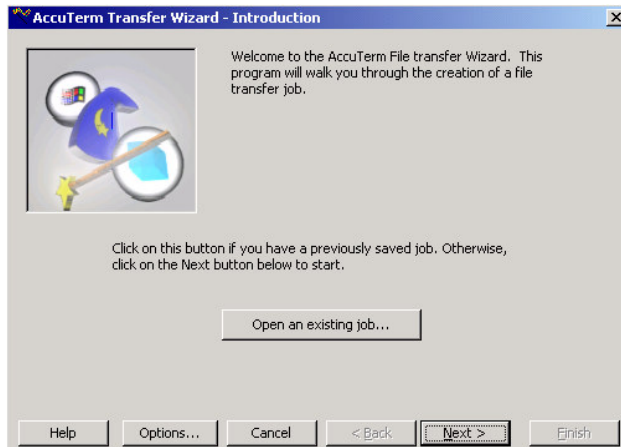 AccuTerm Transfer Wizard - Introduction
Welcome to the AccuTerm File transfer Wizard. This
program will walk you through the creation of a file
transfer job.
Click on this button if you have a previously saved job. Otherwise,
click on the Next button below to start.
Open an existing job...
Help Options... Cancel < Back Next > Finish